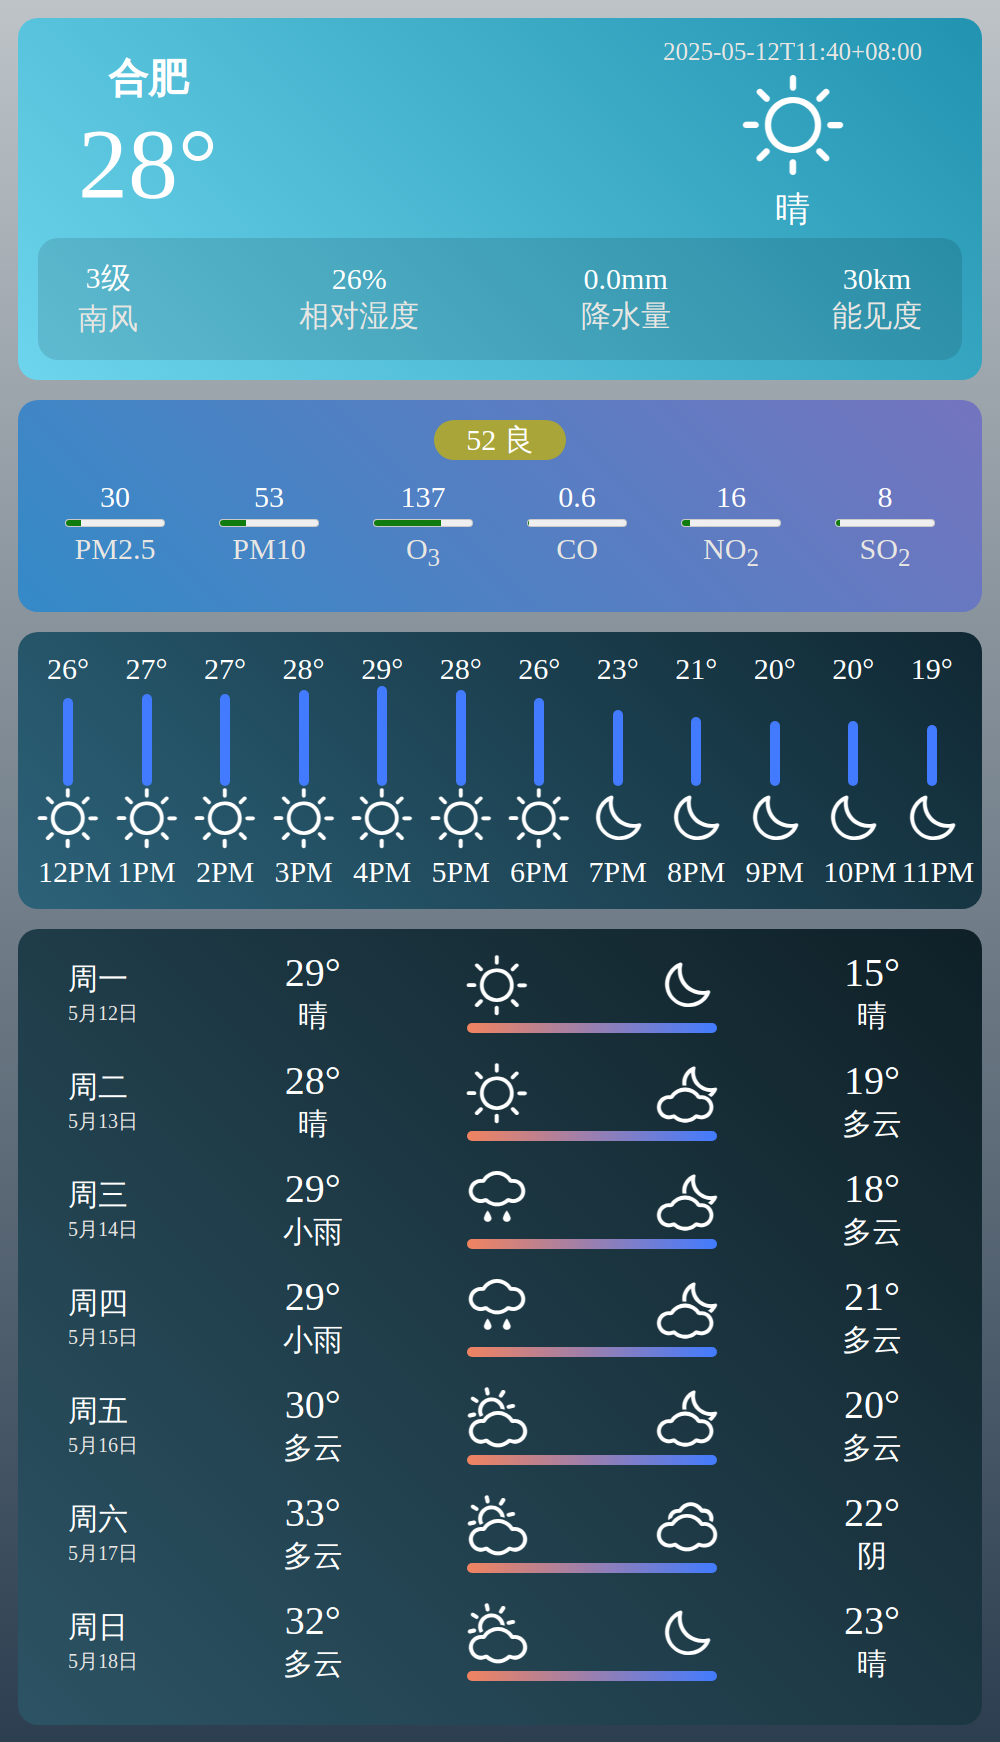 合肥
28°
2025-05-12T11:40+08:00
晴
3级 26% 0.0mm 30km
南风 相对湿度 降水量 能见度
52 良
30 53 137 0.6 16 8
PM2.5 PM10 O3 CO NO2 SO2
26° 27° 27° 28° 29° 28° 26° 23° 21° 20° 20° 19°
12PM 1PM 2PM 3PM 4PM 5PM 6PM 7PM 8PM 9PM 10PM 11PM
周一 29° 15°
5月12日 晴 晴
周二 28° 19°
5月13日 晴 多云
周三 29° 18°
5月14日 小雨 多云
周四 29° 21°
5月15日 小雨 多云
周五 30° 20°
5月16日 多云 多云
周六 33° 22°
5月17日 多云 阴
周日 32° 23°
5月18日 多云 晴